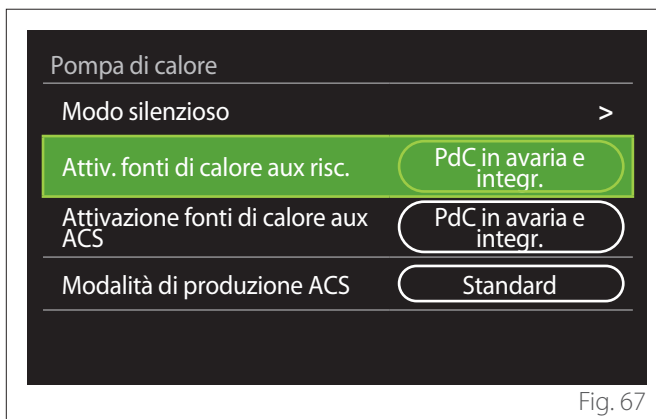 Pompa di calore
Modo silenzioso >
Attiv. fonti di calore aux risc.
PdC in avaria e
integr.
Attivazione fonti di calore aux
ACS
PdC in avaria e
integr.
Modalità di produzione ACS
Standard
Fig. 67